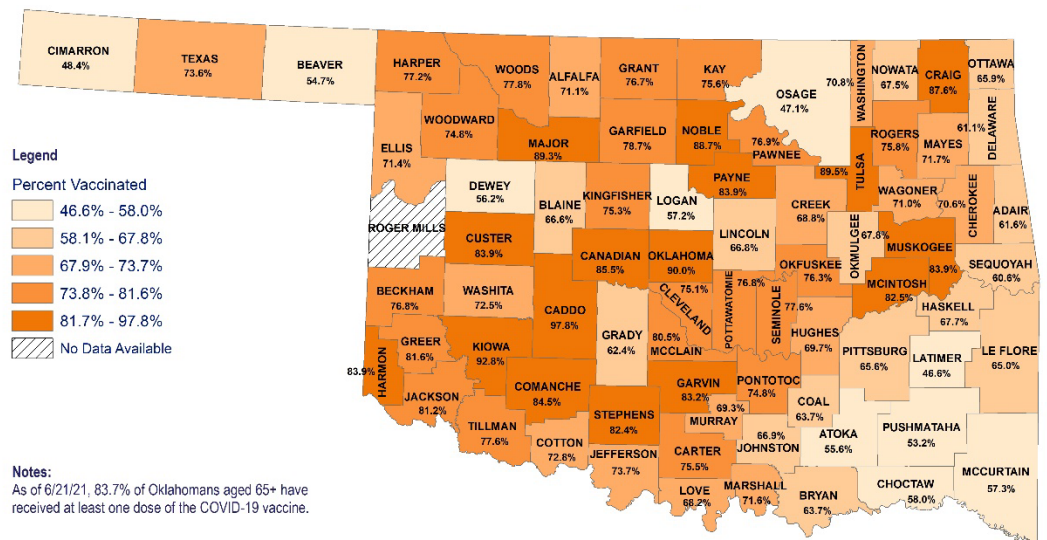 CIMARRON
48.4%
TEXAS
73.6%
BEAVER
54.7%
HARPER
77.2%
WOODS
77.8%
ALFALFA
71.1%
GRANT
76.7%
KAY
75.6%
OSAGE
47.1%
70.8%
WASHINGTON
NOWATA
67.5%
CRAIG
87.6%
OTTAWA
65.9%
ELLIS
71.4%
WOODWARD
74.8%
MAJOR
89.3%
GARFIELD
78.7%
NOBLE
88.7%
76.9%
PAWNEE
89.5%
TULSA
ROGERS
75.8%
MAYES
71.7%
61.1%
DELAWARE
Legend
Percent Vaccinated
46.6% - 58.0%
58.1% - 67.8%
67.9% - 73.7%
73.8% - 81.6%
81.7% - 97.8%
No Data Available
ROGER MILLS
DEWEY
56.2%
BLAINE
66.6%
KINGFISHER
75.3%
LOGAN
57.2%
PAYNE
83.9%
LINCOLN
66.8%
CREEK
68.8%
WAGONER
71.0%
70.6%
CHEROKEE
ADAIR
61.6%
CUSTER
83.9%
CANADIAN
85.5%
OKLAHOMA
90.0%
OKFUSKEE
76.3%
OKMULGEE
67.8%
MUSKOGEE
83.9%
SEQUOYAH
60.6%
BECKHAM
76.8%
WASHITA
72.5%
CADDO
97.8%
GRADY
62.4%
75.1%
CLEVELAND
76.8%
POTTAWATOMIE
SEMINOLE
77.6%
HUGHES
69.7%
MCINTOSH
82.5%
HASKELL
67.7%
80.5%
MCCLAIN
PITTSBURG
65.6%
LATIMER
46.6%
LE FLORE
65.0%
83.9%
HARMON
GREER
81.6%
KIOWA
92.8%
JACKSON
81.2%
COMANCHE
84.5%
GARVIN
83.2%
PONTOTOC
74.8%
COAL
63.7%
TILLMAN
77.6%
COTTON
72.8%
STEPHENS
82.4%
69.3%
MURRAY
66.9%
JOHNSTON
ATOKA
55.6%
PUSHMATAHA
53.2%
JEFFERSON
73.7%
CARTER
75.5%
LOVE
68.2%
MARSHALL
71.6%
BRYAN
63.7%
CHOCTAW
58.0%
MCCURTAIN
57.3%
Notes:
As of 6/21/21, 83.7% of Oklahomans aged 65+ have
received at least one dose of the COVID-19 vaccine.